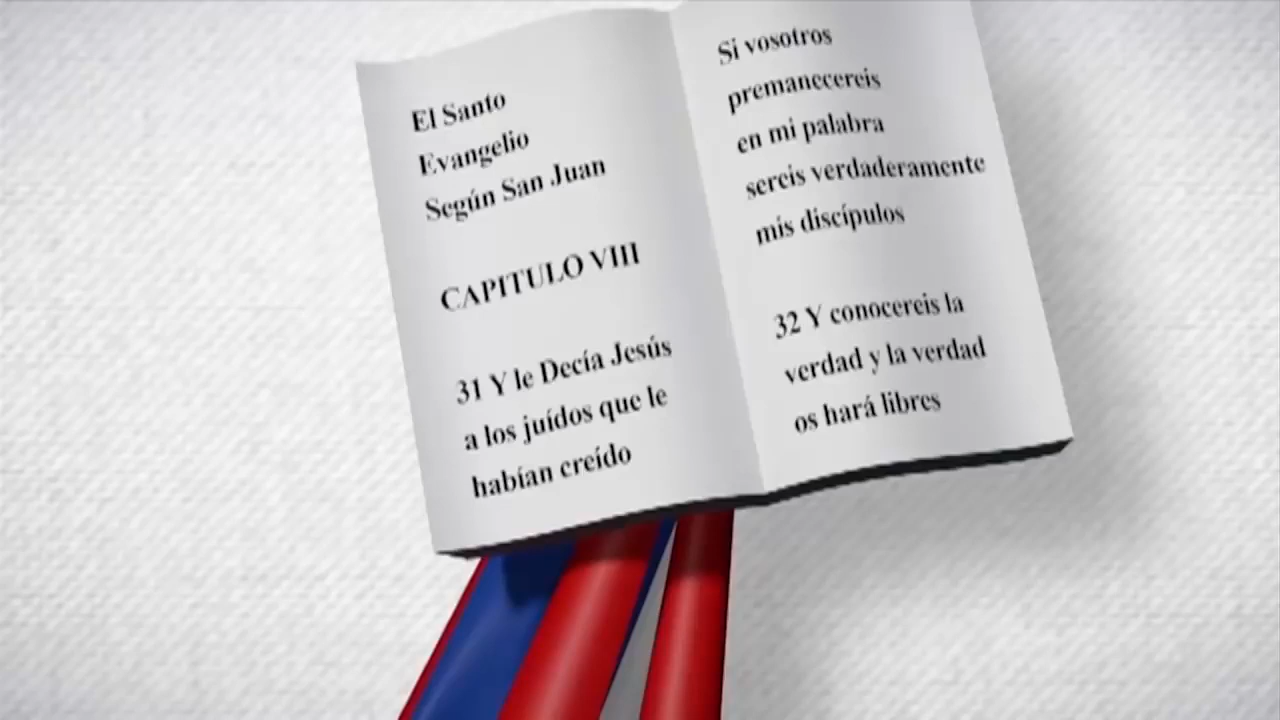 El Santo
Evangelio
Según San Juan
CAPITULO VIII
31 Y le Decía Jesús
a los juídos que le
habían creído
Si vosotros
premanecereis
en mi palabra
sereis verdaderamente
mis discípulos
32 Y conocereis la
verdad y la verdad
os hará libres